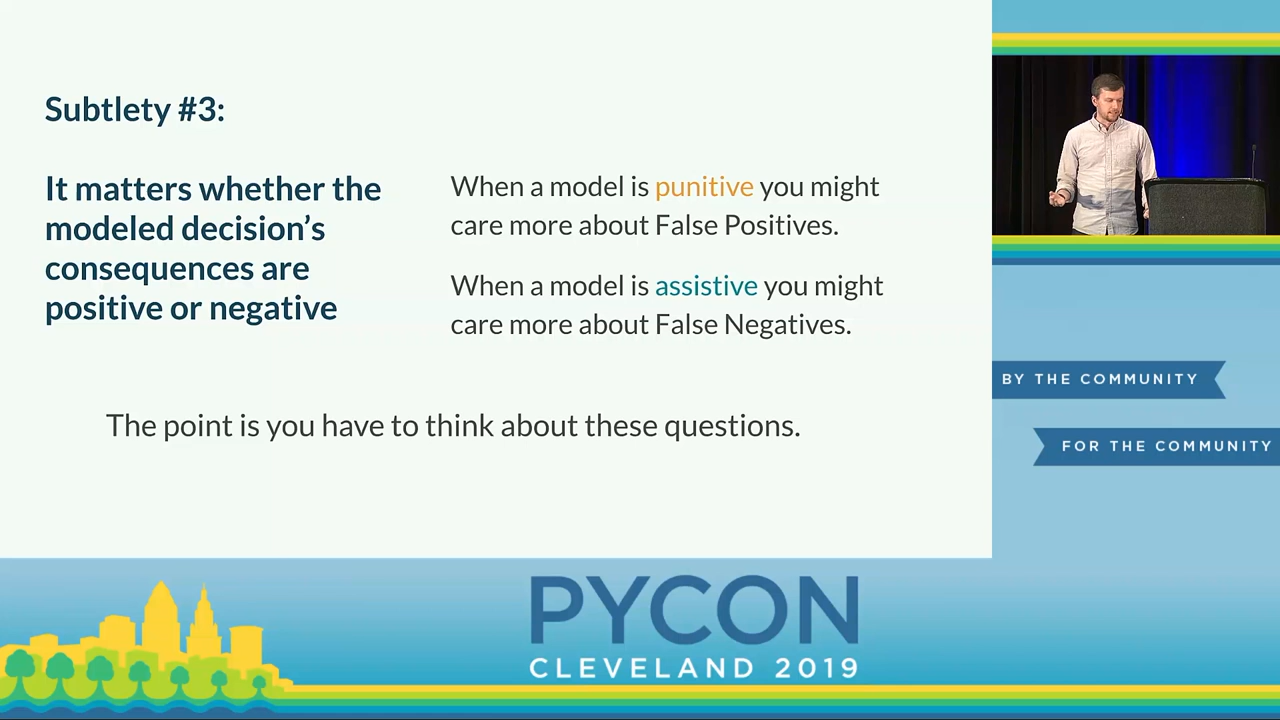 Subtlety #3:
It matters whether the
modeled decision's
consequences are
positive or negative
When a model is punitive you might
care more about False Positives.
When a model is assistive you might
care more about False Negatives.
The point is you have to think about these questions.
BY THE COMMUNITY
FOR THE COMMUNITY
PYCON
CLEVELAND 2019